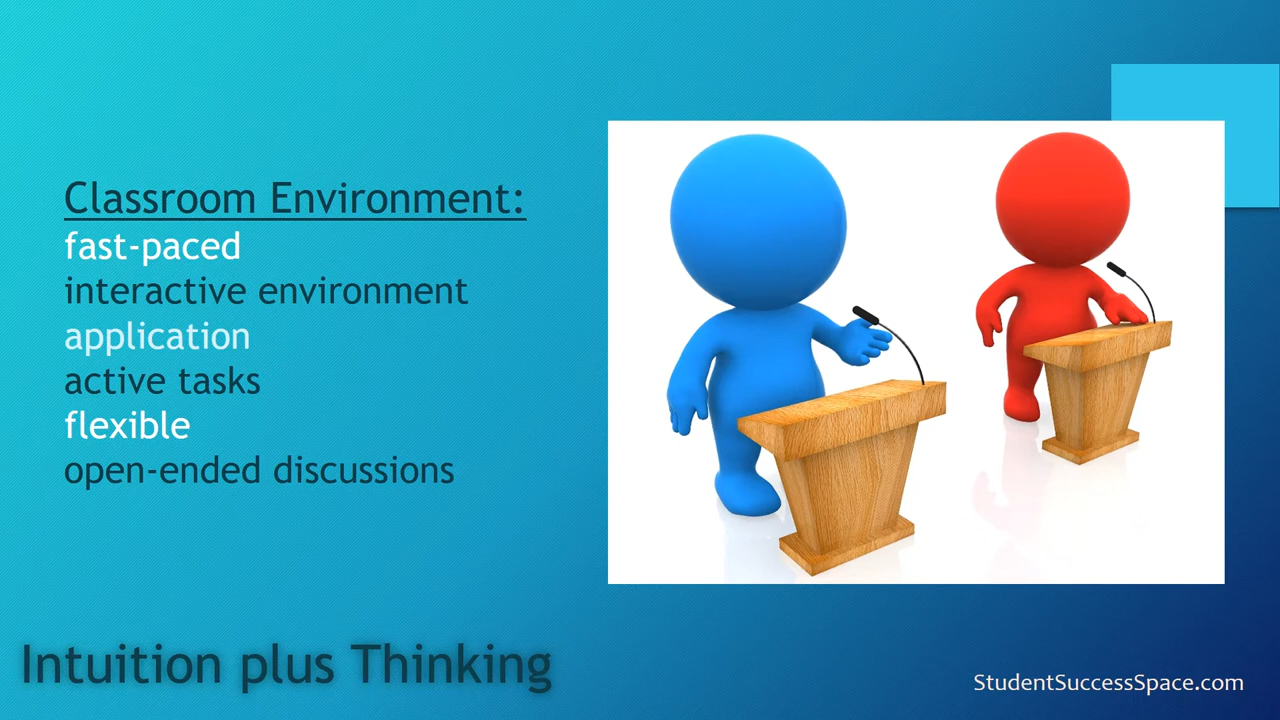 Classroom Environment:
fast-paced
interactive environment
application
active tasks
flexible
open-ended discussions
Intuition plus Thinking
StudentSuccessSpace.com